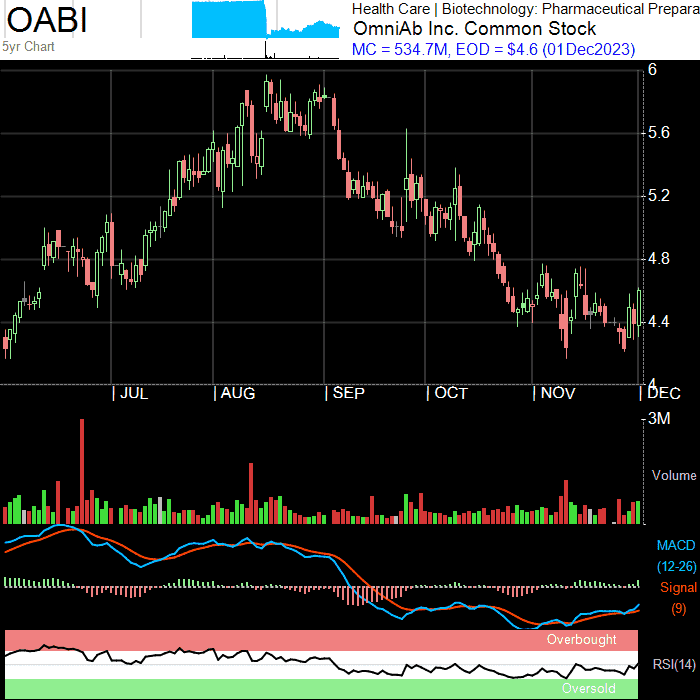 OABI
5yr Chart
Health Care | Biotechnology: Pharmaceutical Prepara
OmniAb Inc. Common Stock
MC = 534.7M, EOD = $4.6 (01Dec2023)
6
5.6
5.2
4.8
4.4
4
| JUL
| AUG
| SEP
| OCT
| NOV
| DEC
3M
Volume
MACD
(12-26)
Signal
(9)
Overbought
RSI(14)
Oversold